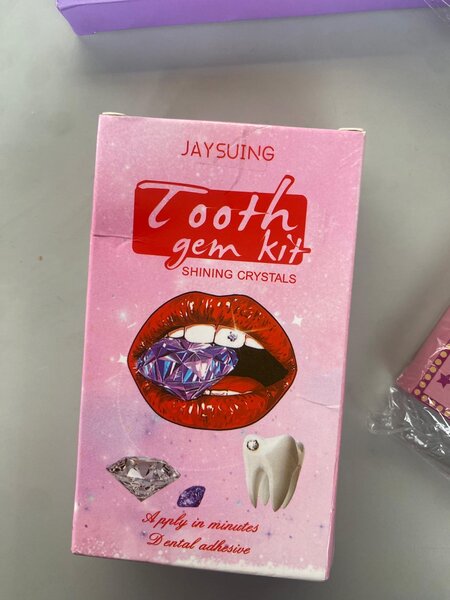 JAYSUING
Tooth
gem kit
SHINING CRYSTALS
Apply in minutes
Dental adhesive